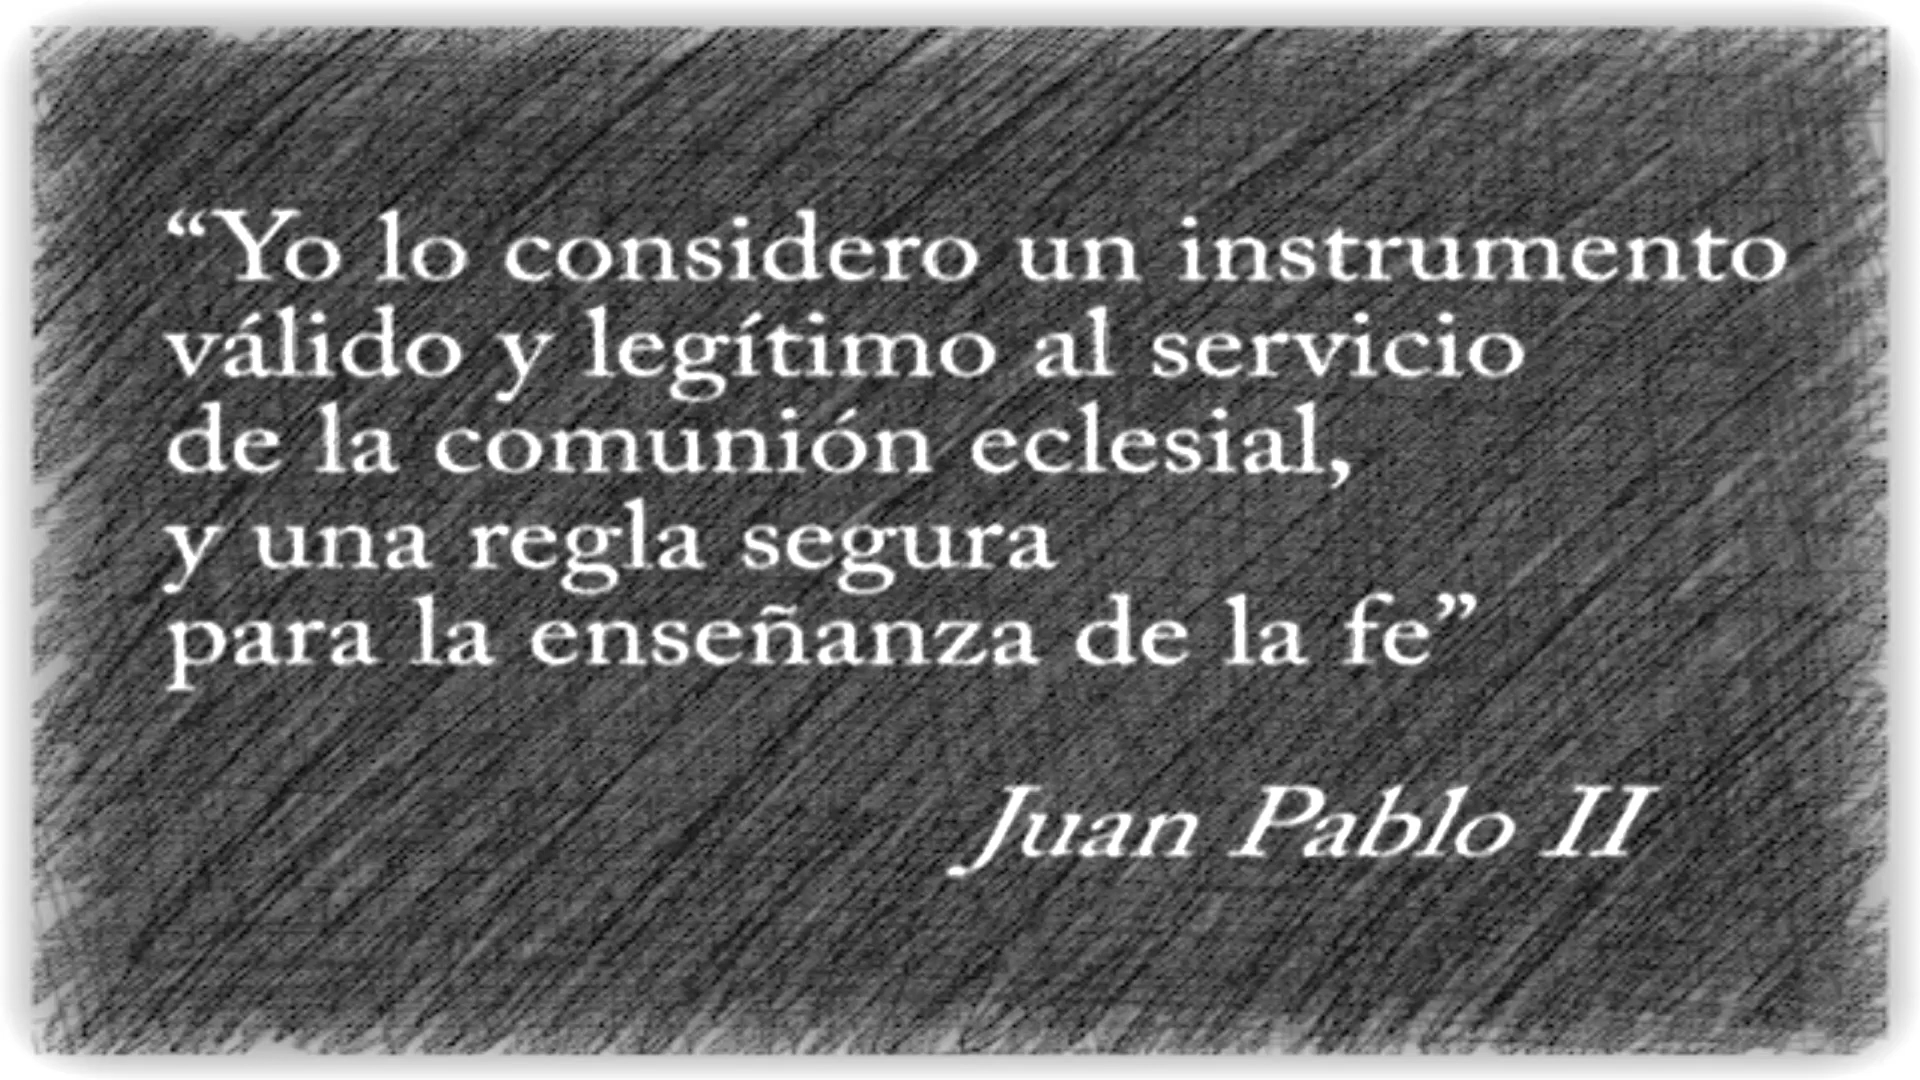 “Yo lo considero un instrumento
válido y legítimo al servicio
de la comunión eclesial,
y una regla segura
para la enseñanza de la fe”
Juan Pablo II